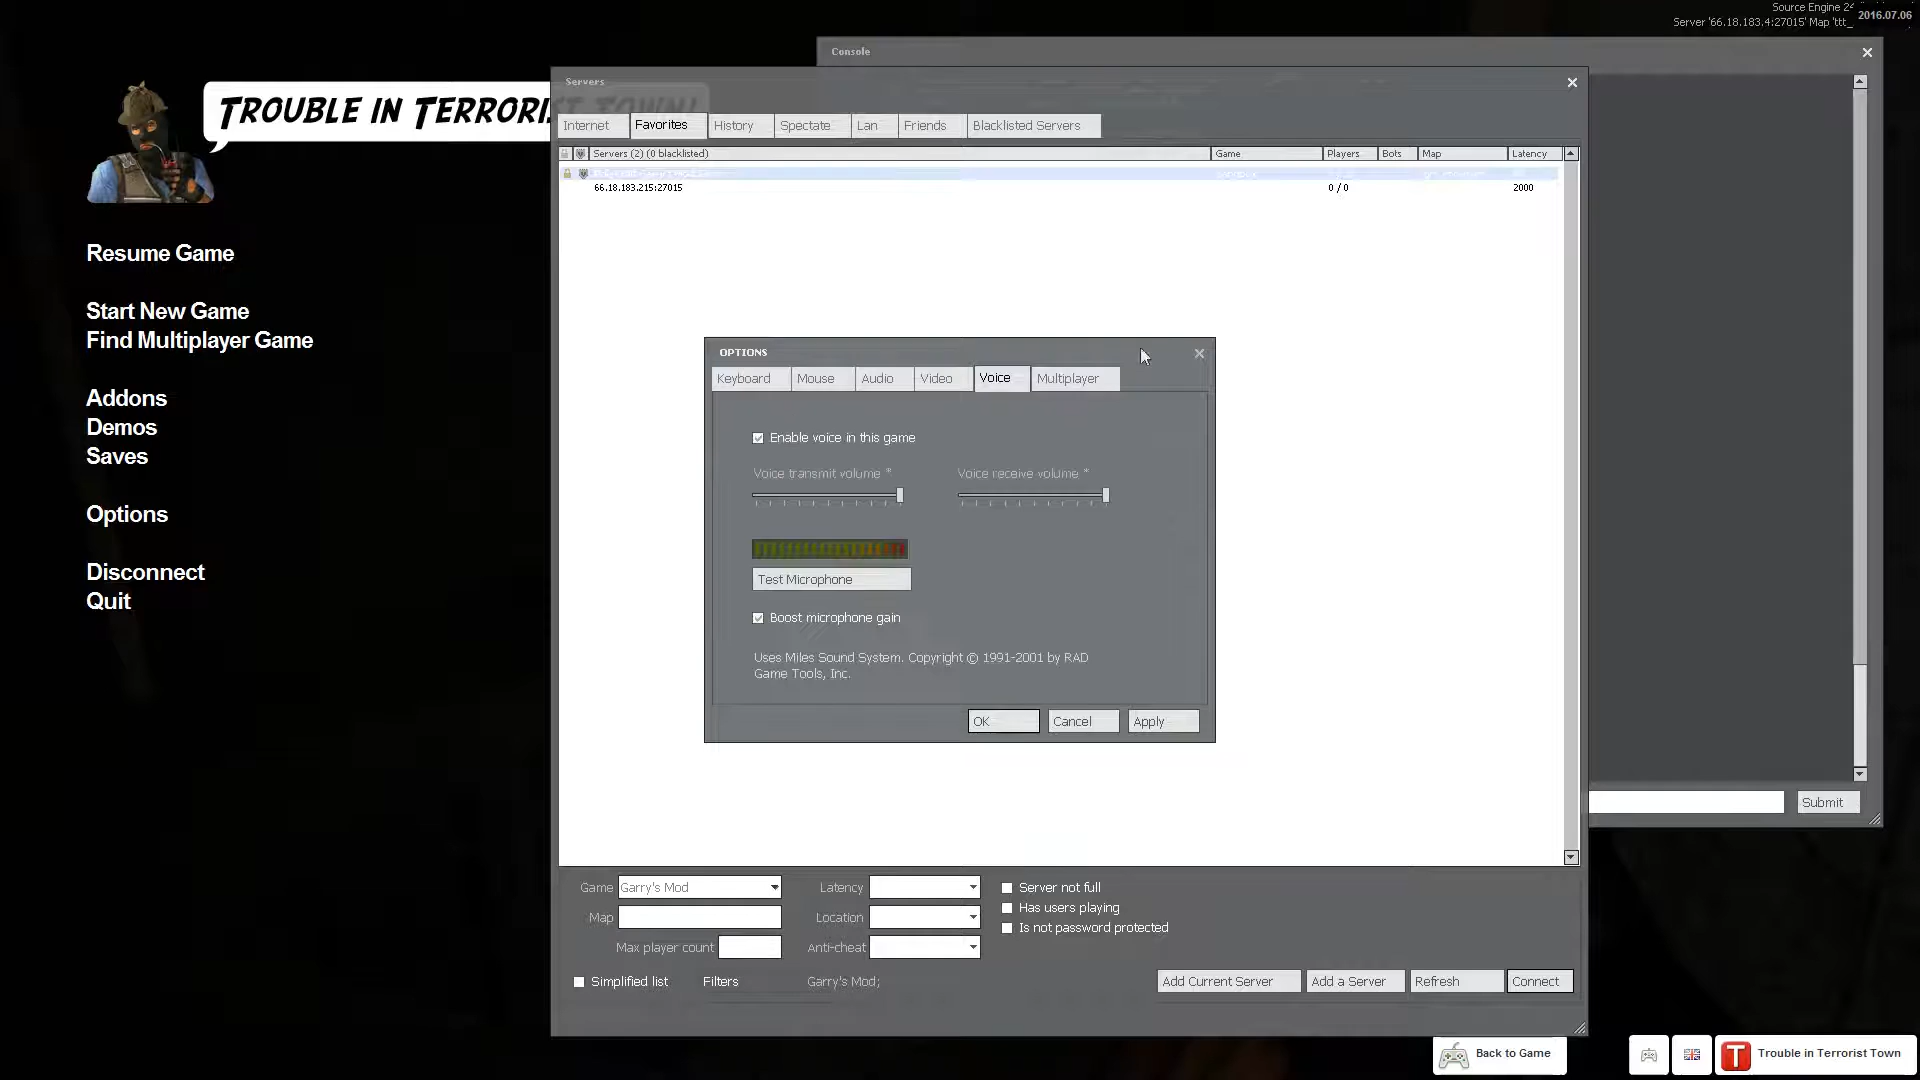 Source Engine 24
2016.07.06
Server '66.18.183.4:27015' Map 'ttt_
Console
Servers
TROUBLE IN TERRORIST TOWN!
Internet Favorites History Spectate Lan Friends Blacklisted Servers
Servers (2) (0 blacklisted) Game Players Bots Map Latency
66.18.183.215:27015 0 / 0 2000
Resume Game
Start New Game
Find Multiplayer Game
Addons
Demos
Saves
Options
Disconnect
Quit
OPTIONS
Keyboard Mouse Audio Video Voice Multiplayer
Enable voice in this game
Voice transmit volume * Voice receive volume *
Test Microphone
Boost microphone gain
Uses Miles Sound System. Copyright © 1991-2001 by RAD
Game Tools, Inc.
OK Cancel Apply
Submit
Game Garry's Mod Latency Server not full
Map Location Has users playing
Max player count Anti-cheat Is not password protected
Simplified list Filters Garry's Mod; Add Current Server Add a Server Refresh Connect
Back to Game
T Trouble in Terrorist Town